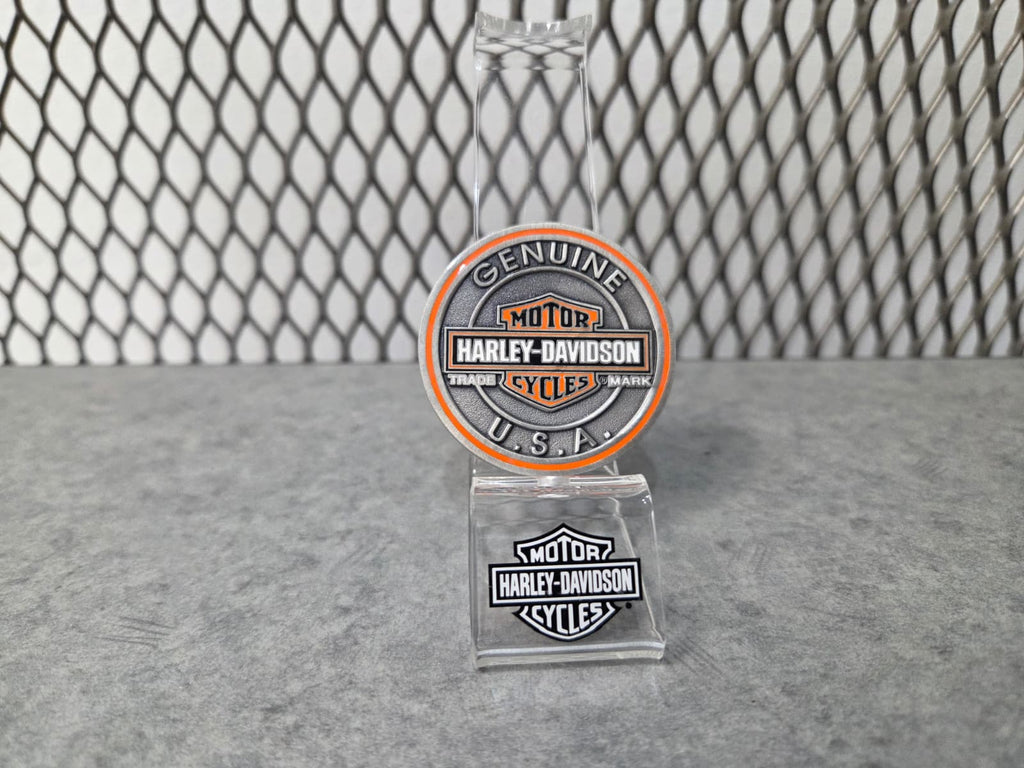 GENUINE
MOTOR
HARLEY-DAVIDSON
TRADE ® MARK
CYCLES
U.S.A.
MOTOR
HARLEY-DAVIDSON
CYCLES